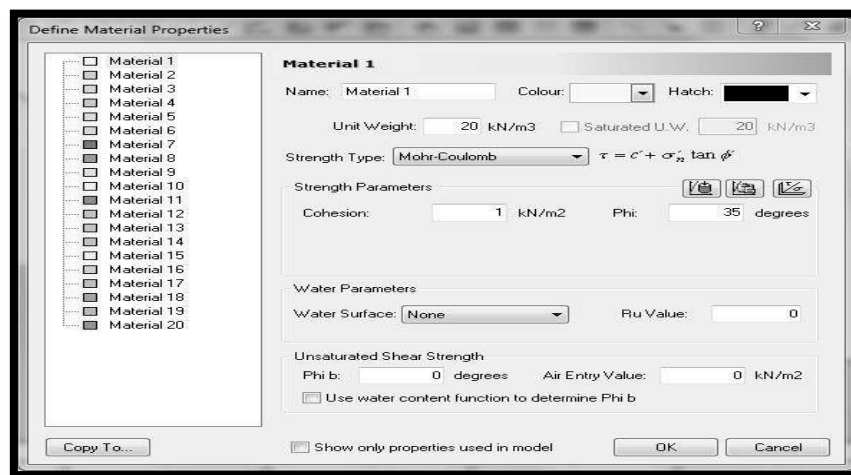 Define Material Properties
Material 1
Material 2
Material 3
Material 4
Material 5
Material 6
Material 7
Material 8
Material 9
Material 10
Material 11
Material 12
Material 13
Material 14
Material 15
Material 16
Material 17
Material 18
Material 19
Material 20
Material 1
Name: Material 1 Colour: Hatch:
Unit Weight: 20 kN/m3 Saturated U.W. 20 kN/m3
Strength Type: Mohr-Coulomb τ = c′ + σ′n tan ϕ′
Strength Parameters
Cohesion: 1 kN/m2 Phi: 35 degrees
Water Parameters
Water Surface: None Ru Value: 0
Unsaturated Shear Strength
Phi b: 0 degrees Air Entry Value: 0 kN/m2
Use water content function to determine Phi b
Copy To... Show only properties used in model OK Cancel